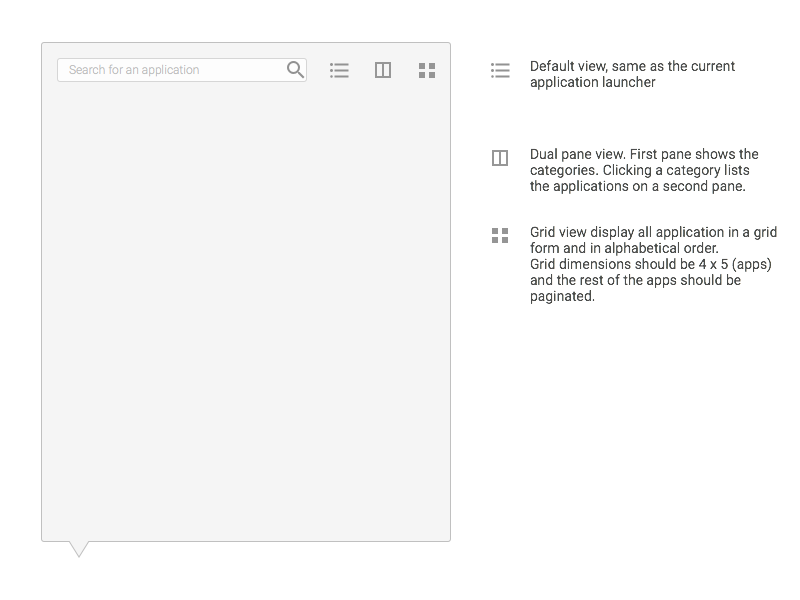 Search for an application
Default view, same as the current
application launcher
Dual pane view. First pane shows the
categories. Clicking a category lists
the applications on a second pane.
Grid view display all application in a grid
form and in alphabetical order.
Grid dimensions should be 4 x 5 (apps)
and the rest of the apps should be
paginated.